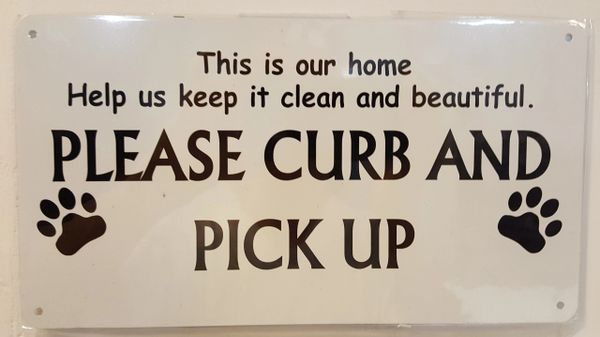 This is our home
Help us keep it clean and beautiful.
PLEASE CURB AND
PICK UP